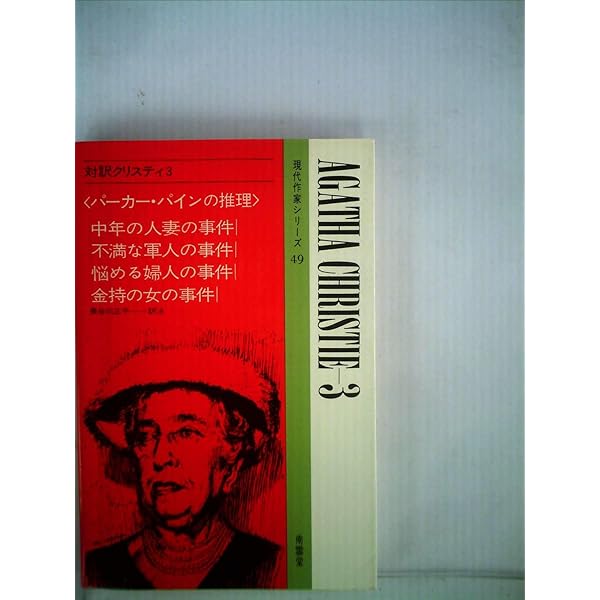 対訳クリスティ3
〈パーカー・パインの推理〉
中年の人妻の事件|
不満な軍人の事件|
悩める婦人の事件|
金持の女の事件|
現代作家シリーズ 49
AGATHA CHRISTIE—3
南雲堂